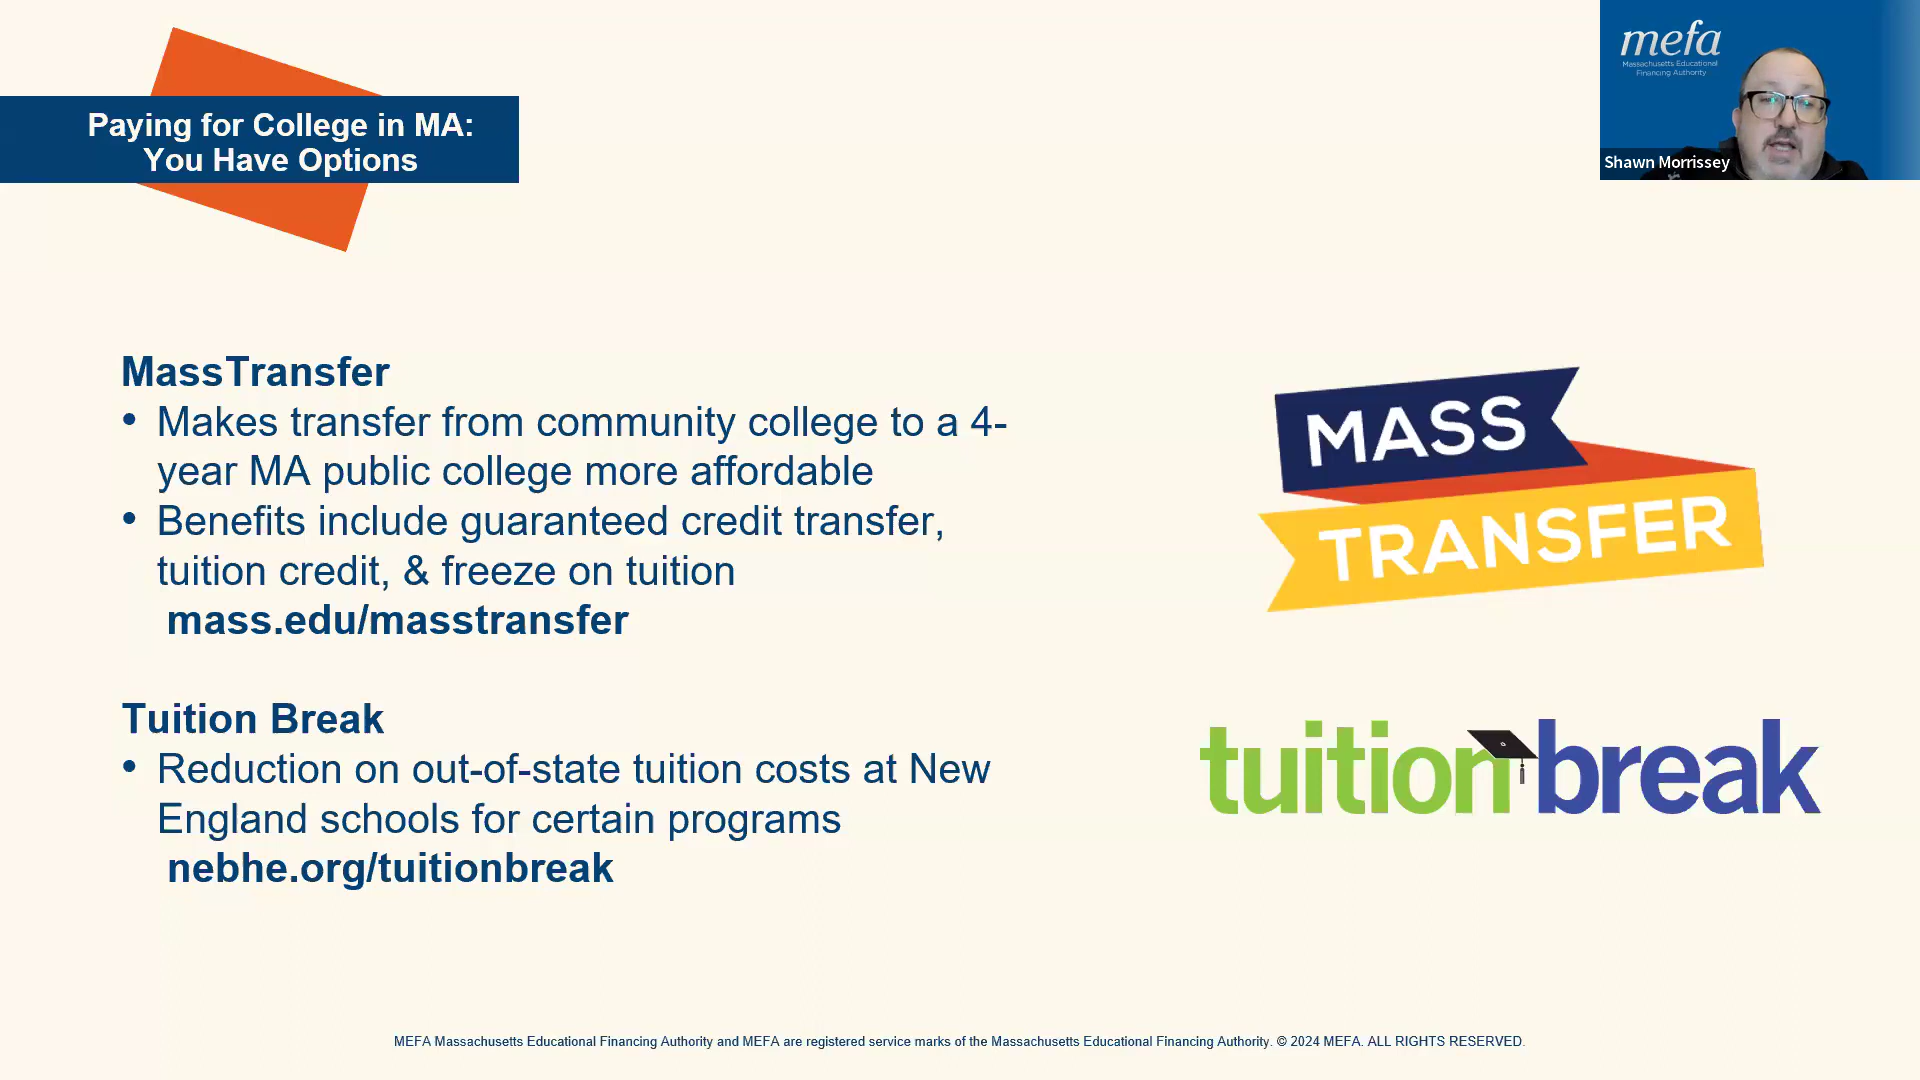 Paying for College in MA:
You Have Options
mefa
Massachusetts Educational
Financing Authority
Shawn Morrissey
MassTransfer
• Makes transfer from community college to a 4-
year MA public college more affordable
• Benefits include guaranteed credit transfer,
tuition credit, & freeze on tuition
mass.edu/masstransfer
MASS
TRANSFER
Tuition Break
• Reduction on out-of-state tuition costs at New
England schools for certain programs
nebhe.org/tuitionbreak
tuitionbreak
MEFA Massachusetts Educational Financing Authority and MEFA are registered service marks of the Massachusetts Educational Financing Authority. © 2024 MEFA. ALL RIGHTS RESERVED.